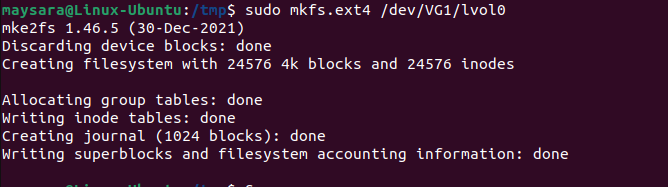 maysara@Linux-Ubuntu:/tmp$ sudo mkfs.ext4 /dev/VG1/lvol0
mke2fs 1.46.5 (30-Dec-2021)
Discarding device blocks: done
Creating filesystem with 24576 4k blocks and 24576 inodes

Allocating group tables: done
Writing inode tables: done
Creating journal (1024 blocks): done
Writing superblocks and filesystem accounting information: done